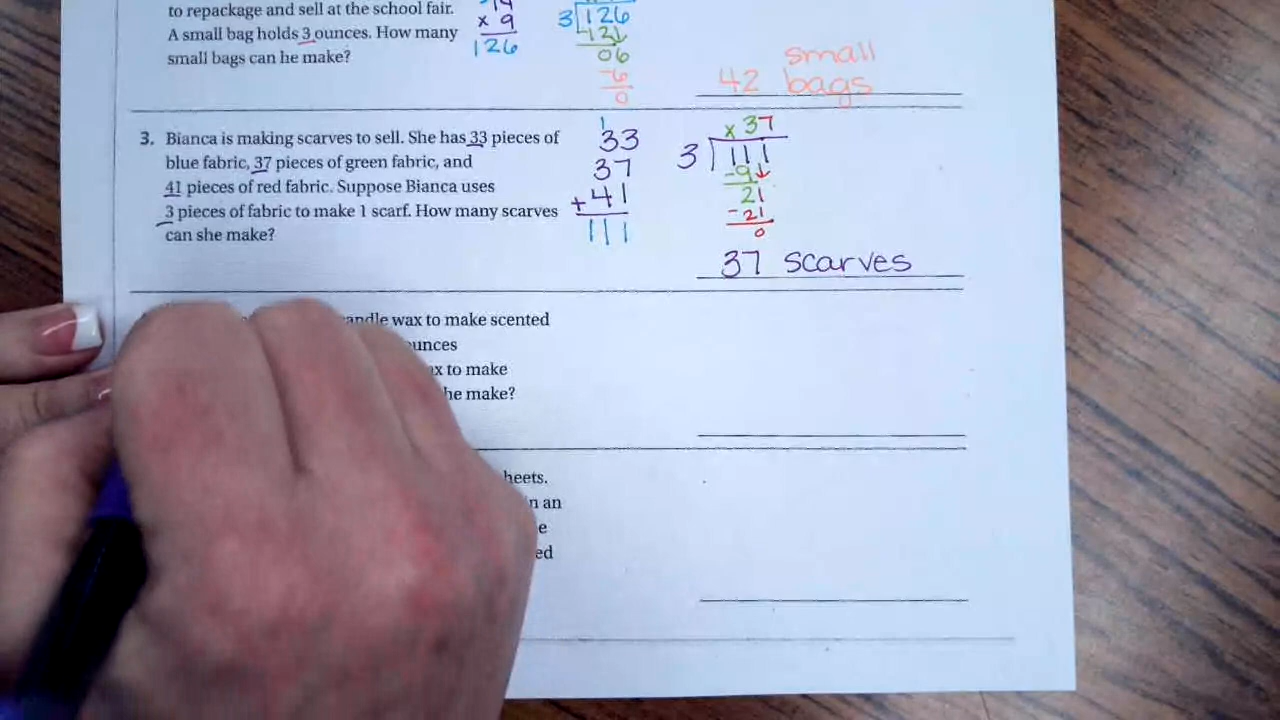 to repackage and sell at the school fair.
A small bag holds 3 ounces. How many
small bags can he make?
x 9
126
3 126
-12↓
06
-6
0
42 small bags
3. Bianca is making scarves to sell. She has 33 pieces of
blue fabric, 37 pieces of green fabric, and
41 pieces of red fabric. Suppose Bianca uses
3 pieces of fabric to make 1 scarf. How many scarves
can she make?
1
33
37
+ 41
111
x 37
3 111
-9↓
21
-21
0
37 scarves
wax to make scented
to make
make?
n an